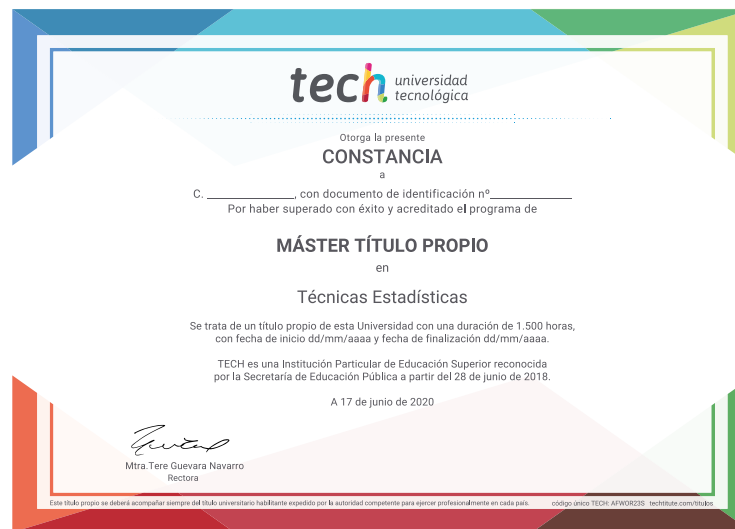 tech universidad
tecnológica
Otorga la presente
CONSTANCIA
a
C. ______________, con documento de identificación nº______________
Por haber superado con éxito y acreditado el programa de
MÁSTER TÍTULO PROPIO
en
Técnicas Estadísticas
Se trata de un título propio de esta Universidad con una duración de 1.500 horas,
con fecha de inicio dd/mm/aaaa y fecha de finalización dd/mm/aaaa.
TECH es una Institución Particular de Educación Superior reconocida
por la Secretaría de Educación Pública a partir del 28 de junio de 2018.
A 17 de junio de 2020
Mtra.Tere Guevara Navarro
Rectora
Este título propio se deberá acompañar siempre del título universitario habilitante expedido por la autoridad competente para ejercer profesionalmente en cada país. código único TECH: AFWOR23S techtitute.com/titulos